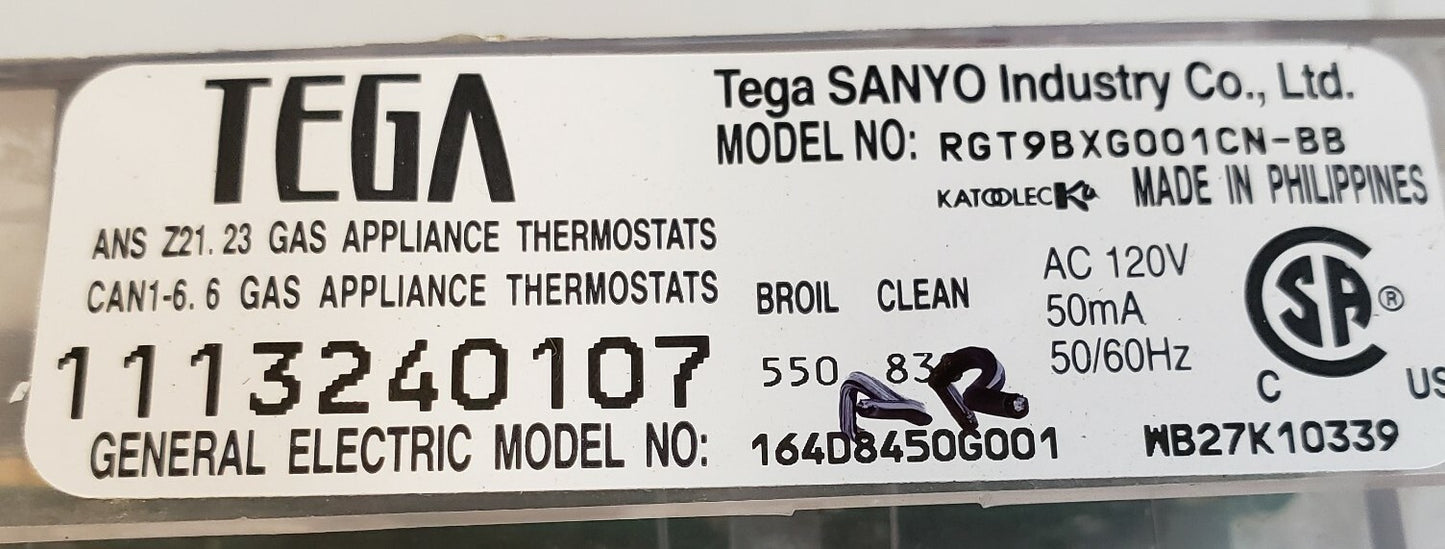 TEGA
Tega SANYO Industry Co., Ltd.
MODEL NO: RGT9BXG001CN-BB
KATOOLEC MADE IN PHILIPPINES
ANS Z21. 23 GAS APPLIANCE THERMOSTATS
CAN1-6. 6 GAS APPLIANCE THERMOSTATS
BROIL CLEAN
550
AC 120V
50mA
50/60Hz
SA ®
C US
1113240107
GENERAL ELECTRIC MODEL NO: 164D8450G001 WB27K10339